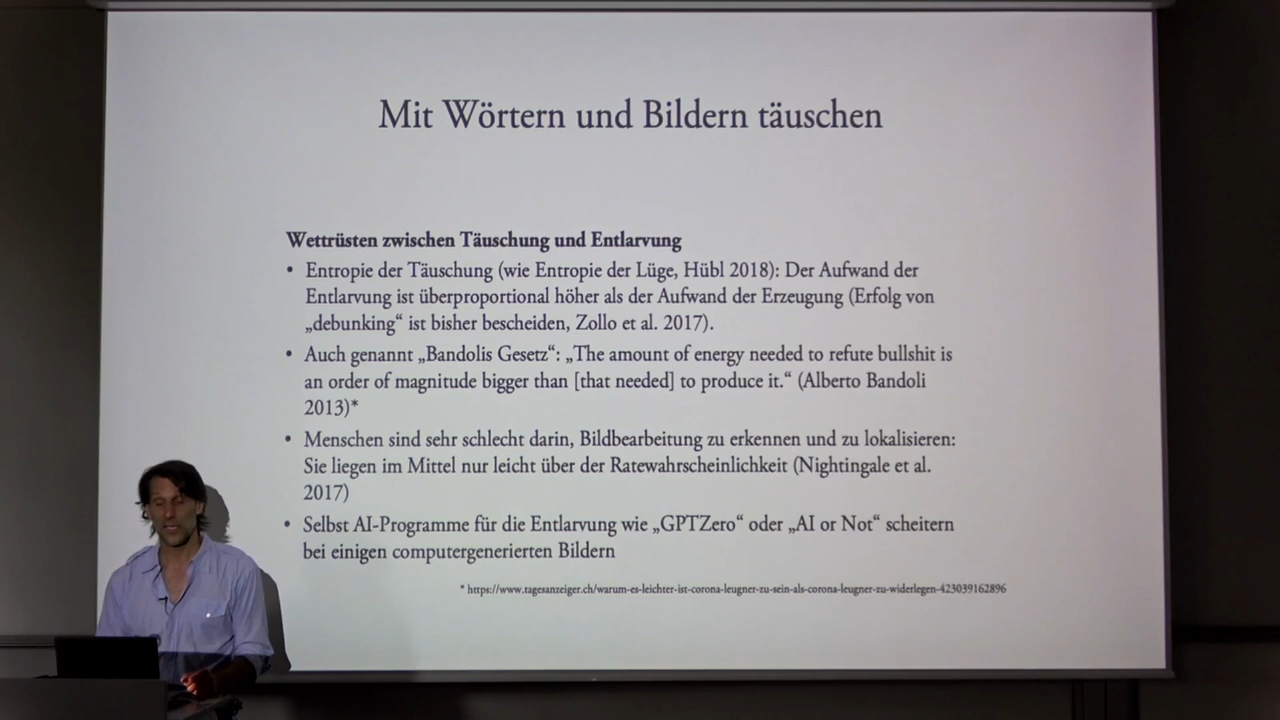 Mit Wörtern und Bildern täuschen
Wettrüsten zwischen Täuschung und Entlarvung
• Entropie der Täuschung (wie Entropie der Lüge, Hübl 2018): Der Aufwand der
Entlarvung ist überproportional höher als der Aufwand der Erzeugung (Erfolg von
„debunking“ ist bisher bescheiden, Zollo et al. 2017).
• Auch genannt „Bandolis Gesetz“: „The amount of energy needed to refute bullshit is
an order of magnitude bigger than [that needed] to produce it.“ (Alberto Bandoli
2013)*
• Menschen sind sehr schlecht darin, Bildbearbeitung zu erkennen und zu lokalisieren:
Sie liegen im Mittel nur leicht über der Ratewahrscheinlichkeit (Nightingale et al.
2017)
• Selbst AI-Programme für die Entlarvung wie „GPTZero“ oder „AI or Not“ scheitern
bei einigen computergenerierten Bildern
* https://www.tagesanzeiger.ch/warum-es-leichter-ist-corona-leugner-zu-sein-als-corona-leugner-zu-widerlegen-423039162896